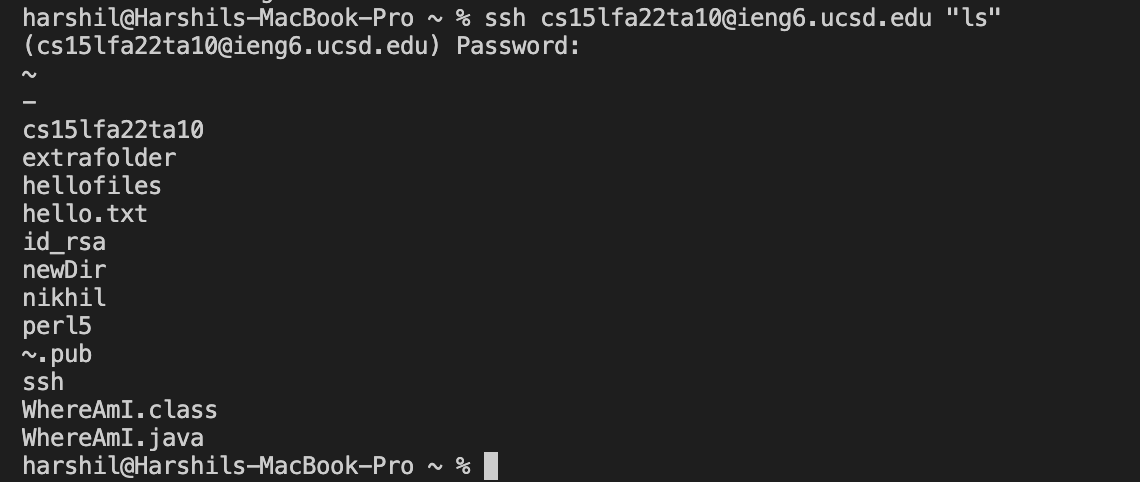 harshil@Harshils-MacBook-Pro ~ % ssh cs15lfa22ta10@ieng6.ucsd.edu "ls"
(cs15lfa22ta10@ieng6.ucsd.edu) Password:
~
-
cs15lfa22ta10
extrafolder
hellofiles
hello.txt
id_rsa
newDir
nikhil
perl5
~.pub
ssh
WhereAmI.class
WhereAmI.java
harshil@Harshils-MacBook-Pro ~ %